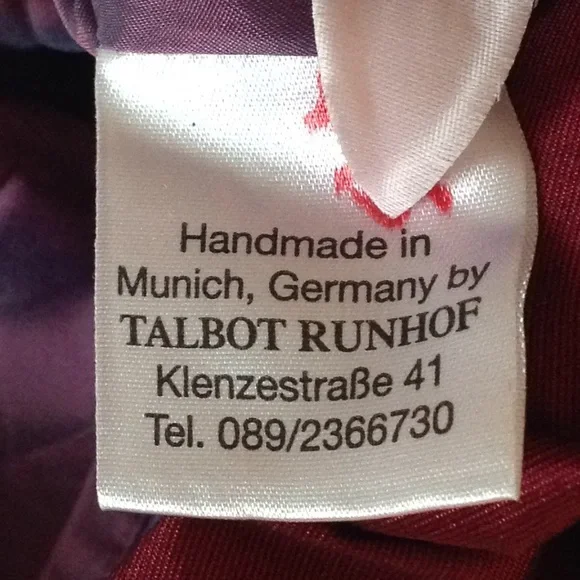 Handmade in
Munich, Germany by
TALBOT RUNHOF
Klenzestraße 41
Tel. 089/2366730